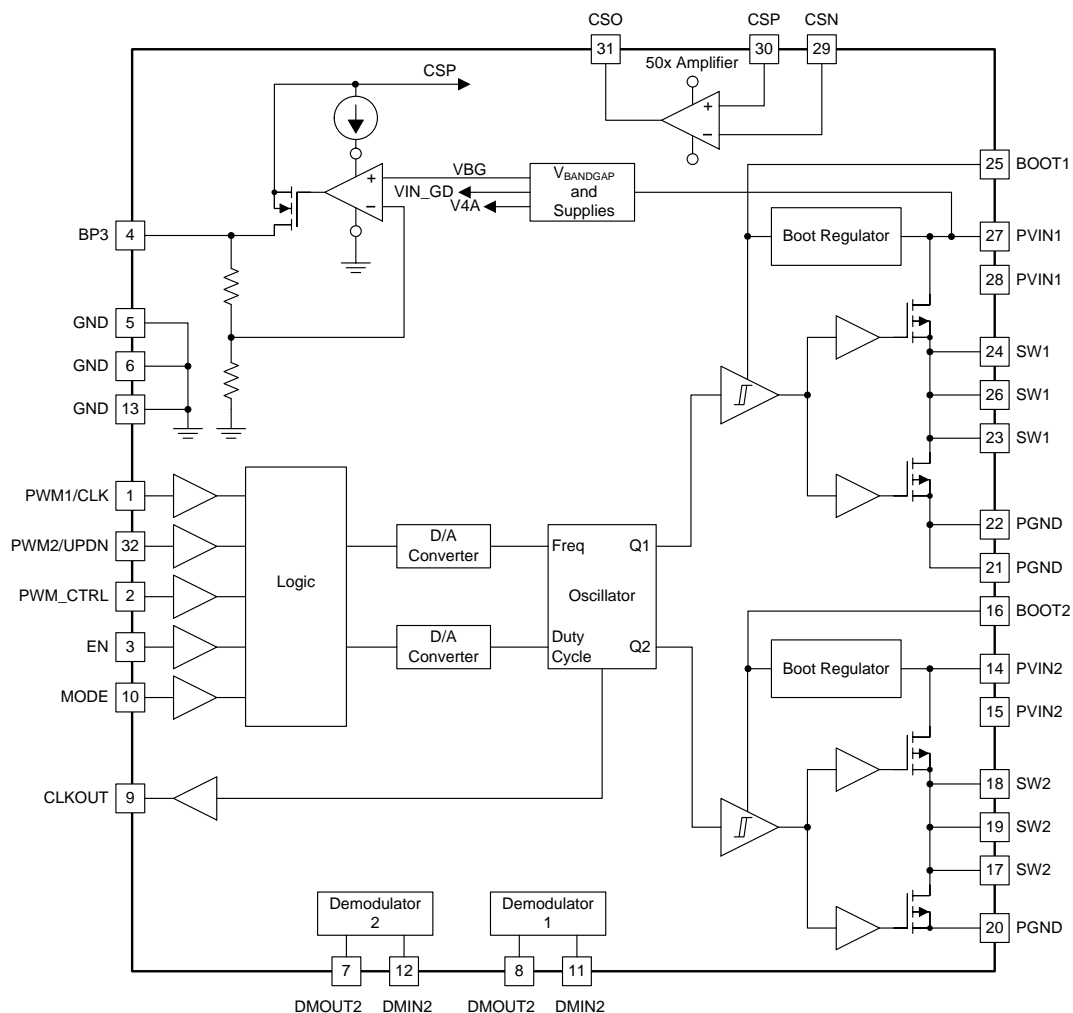 CSO CSP CSN
31 30 29
50x Amplifier
CSP
+
−
25 BOOT1
VBG
VIN_GD
V4A
+
−
VBANDGAP
and
Supplies
BP3 4
Boot Regulator
27 PVIN1
28 PVIN1
GND 5
GND 6
GND 13
24 SW1
26 SW1
23 SW1
PWM1/CLK 1
PWM2/UPDN 32
PWM_CTRL 2
EN 3
MODE 10
Logic
D/A
Converter
D/A
Converter
Freq Q1
Oscillator
Duty
Cycle
Q2
22 PGND
21 PGND
16 BOOT2
Boot Regulator
14 PVIN2
15 PVIN2
CLKOUT 9
18 SW2
19 SW2
17 SW2
20 PGND
Demodulator
2
Demodulator
1
7 12 8 11
DMOUT2 DMIN2 DMOUT2 DMIN2